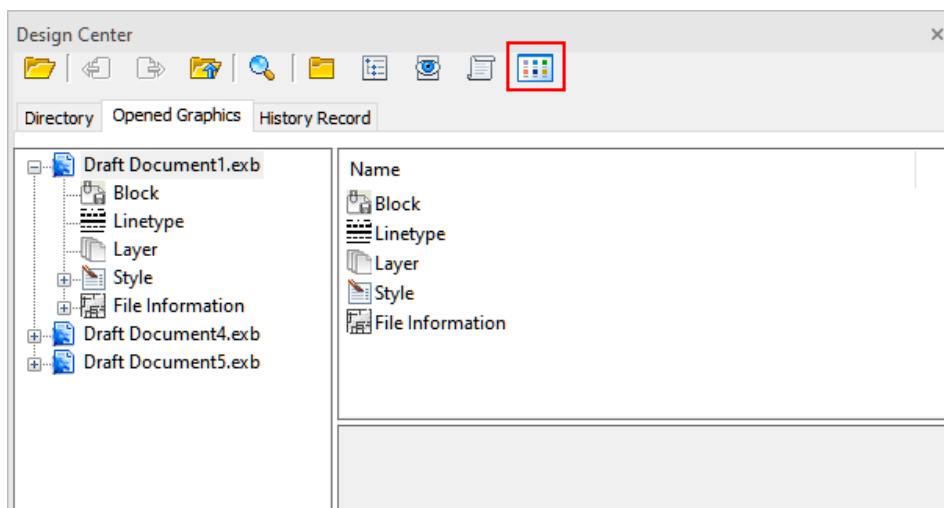 Design Center
Directory Opened Graphics History Record
Draft Document1.exb
Block
Linetype
Layer
Style
File Information
Draft Document4.exb
Draft Document5.exb
Name
Block
Linetype
Layer
Style
File Information